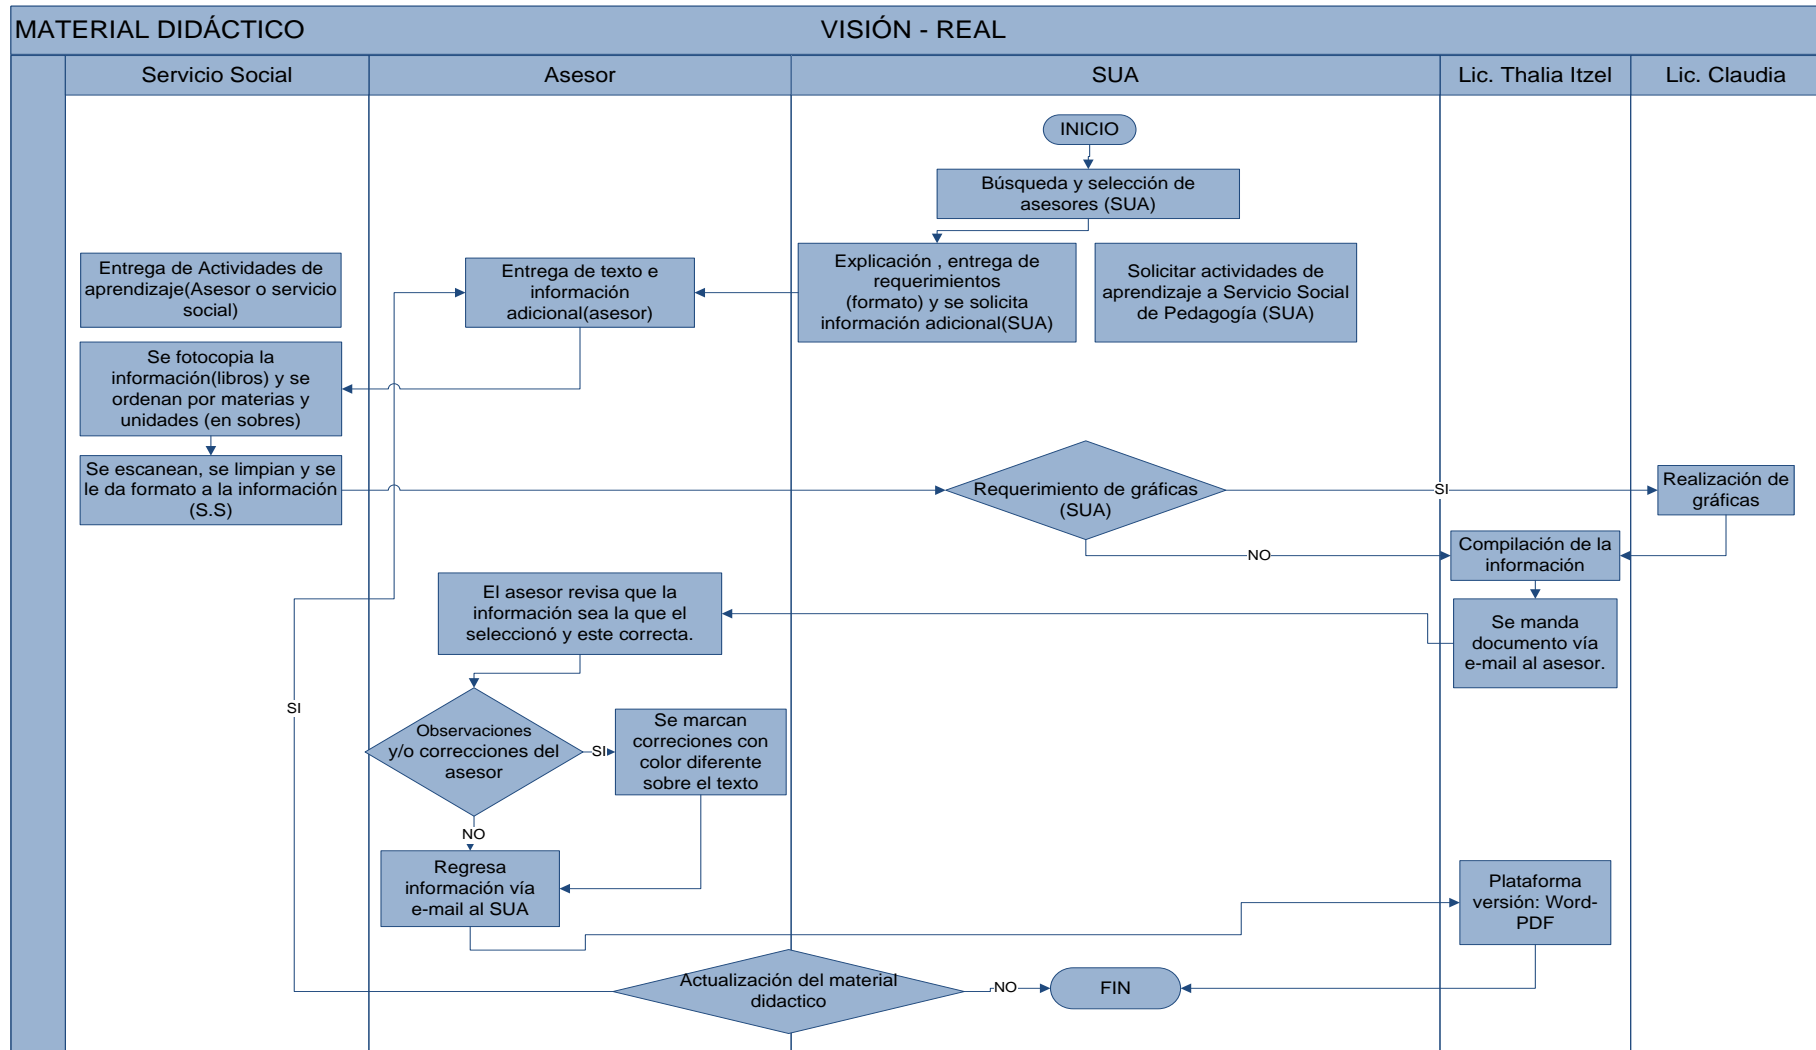 MATERIAL DIDÁCTICO
VISIÓN - REAL
Servicio Social
Asesor
SUA
Lic. Thalia Itzel
Lic. Claudia
INICIO
Búsqueda y selección de
asesores (SUA)
Entrega de Actividades de
aprendizaje(Asesor o servicio
social)
Entrega de texto e
información
adicional(asesor)
Explicación , entrega de
requerimientos
(formato) y se solicita
información adicional(SUA)
Solicitar actividades de
aprendizaje a Servicio Social
de Pedagogía (SUA)
Se fotocopia la
información(libros) y se
ordenan por materias y
unidades (en sobres)
Se escanean, se limpian y se
le da formato a la información
(S.S)
Requerimiento de gráficas
(SUA)
SI
Realización de
gráficas
NO
Compilación de la
información
El asesor revisa que la
información sea la que el
seleccionó y este correcta.
Se manda
documento vía
e-mail al asesor.
SI
Observaciones
y/o correcciones del
asesor
SI
Se marcan
correciones con
color diferente
sobre el texto
NO
Regresa
información vía
e-mail al SUA
Plataforma
versión: Word-
PDF
Actualización del material
didactico
NO
FIN